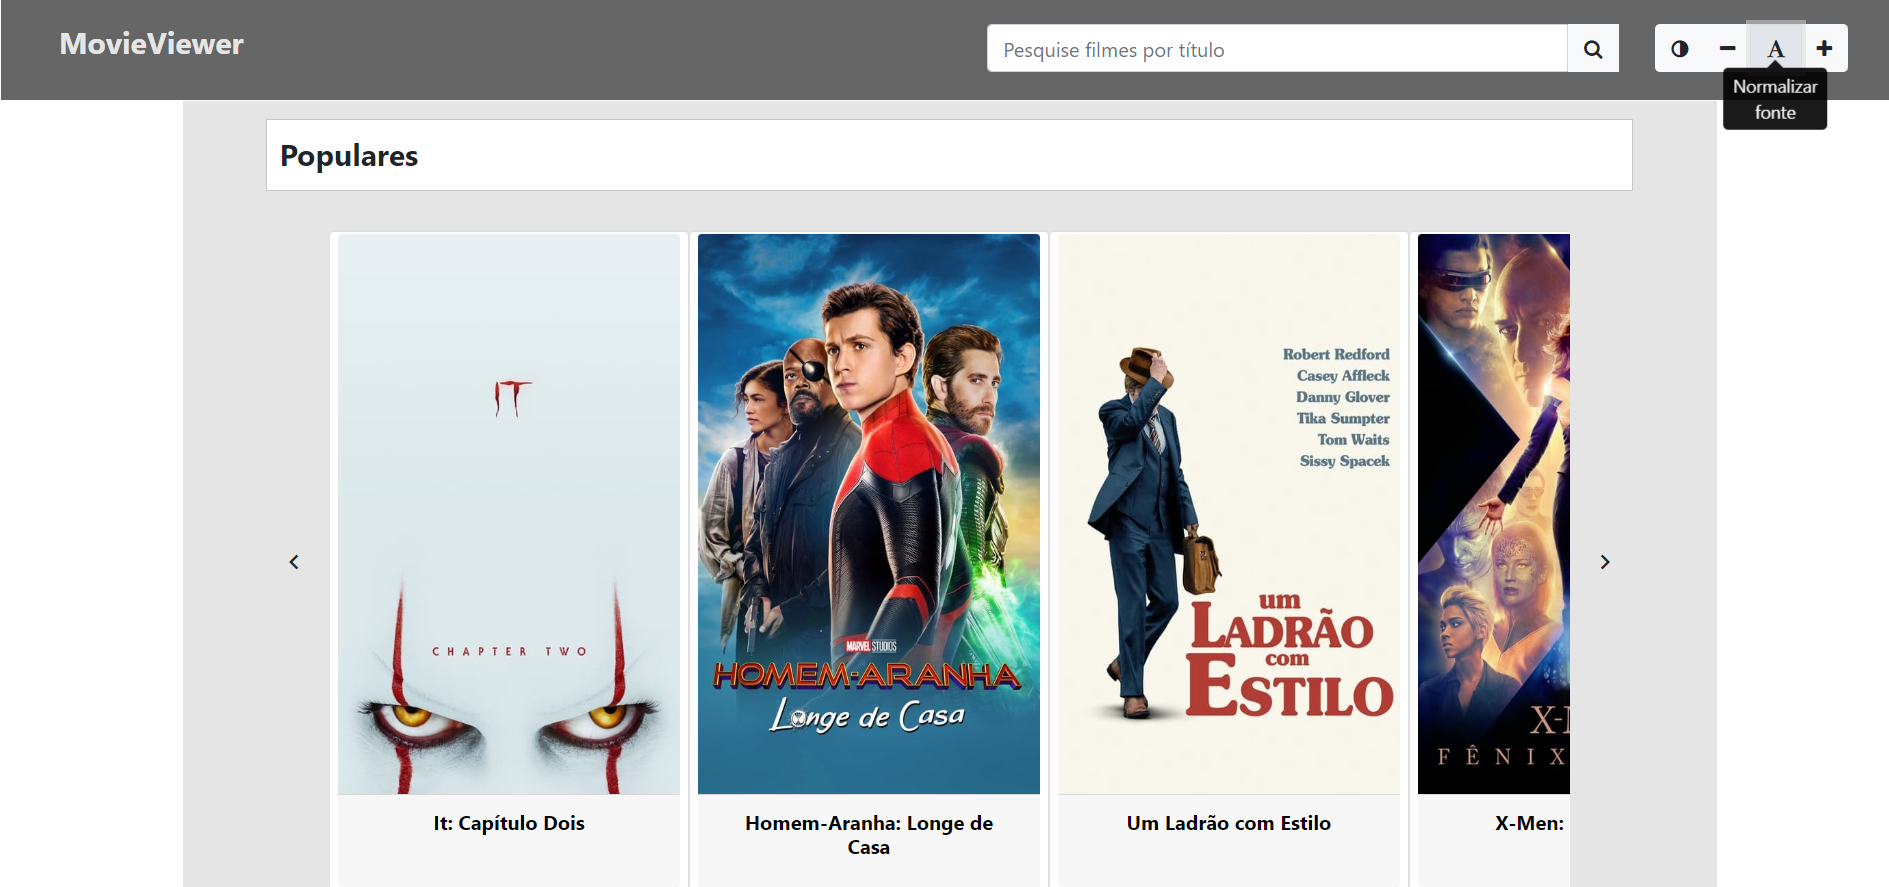 MovieViewer
Pesquise filmes por título
A
Normalizar
fonte
Populares
IT
CHAPTER TWO
It: Capítulo Dois
MARVEL STUDIOS
HOMEM-ARANHA
Longe de Casa
Homem-Aranha: Longe de
Casa
Robert Redford
Casey Affleck
Danny Glover
Tika Sumpter
Tom Waits
Sissy Spacek
um
LADRÃO
com
ESTILO
Um Ladrão com Estilo
X-M
FÊNIX
X-Men: